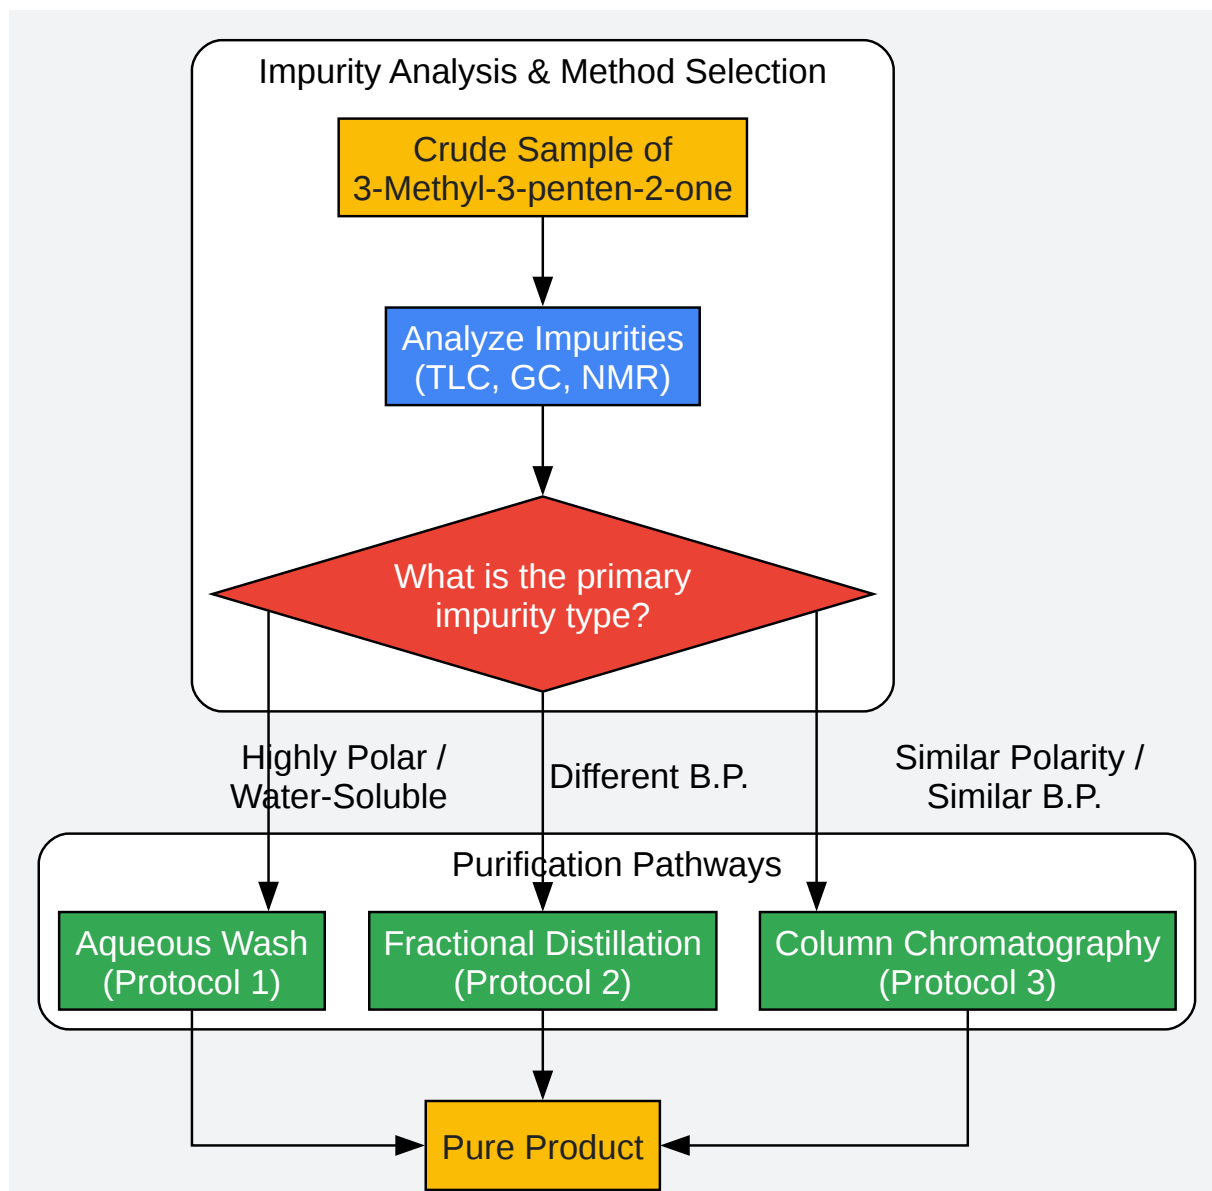 Impurity Analysis & Method Selection
Crude Sample of
3-Methyl-3-penten-2-one
Analyze Impurities
(TLC, GC, NMR)
What is the primary
impurity type?
Highly Polar /
Water-Soluble
Different B.P.
Similar Polarity /
Similar B.P.
Purification Pathways
Aqueous Wash
(Protocol 1)
Fractional Distillation
(Protocol 2)
Column Chromatography
(Protocol 3)
Pure Product